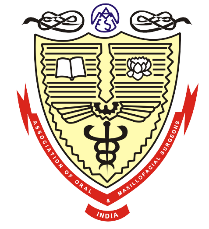 ASSOCIATION OF ORAL & MAXILLOFACIAL SURGEONS
INDIA